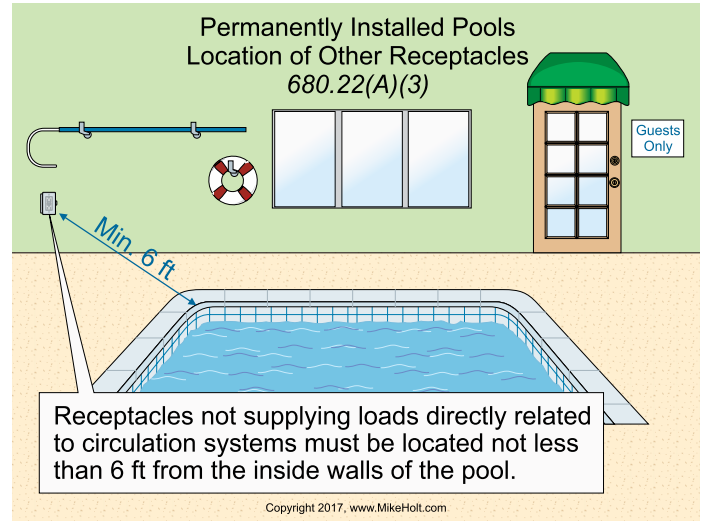 Permanently Installed Pools
Location of Other Receptacles
680.22(A)(3)
Guests
Only
Min. 6 ft
Receptacles not supplying loads directly related
to circulation systems must be located not less
than 6 ft from the inside walls of the pool.
Copyright 2017, www.MikeHolt.com